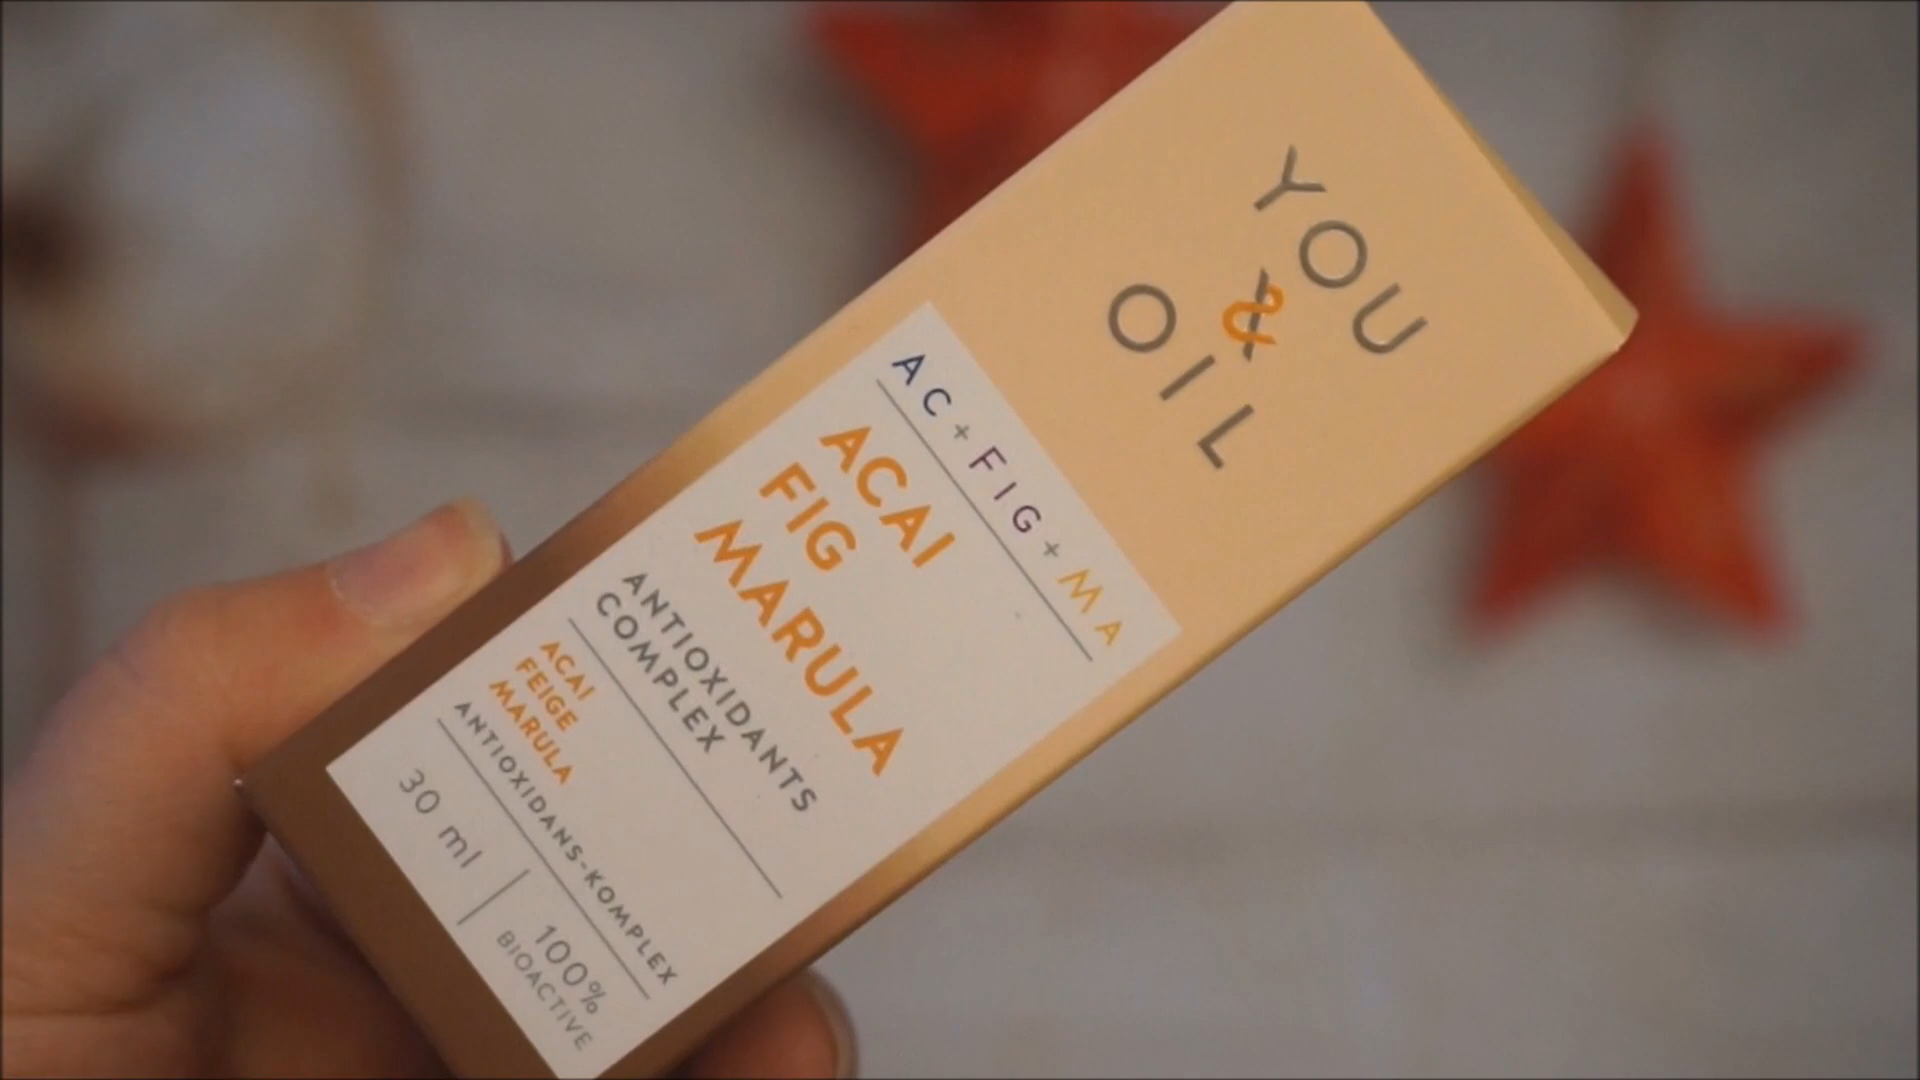 YOU
&
OIL
AC + FIG + MA
ACAI
FIG
MARULA
ANTIOXIDANTS
COMPLEX
ACAI
FEIGE
MARULA
ANTIOXIDANS-KOMPLEX
30 ml
100%
BIOACTIVE